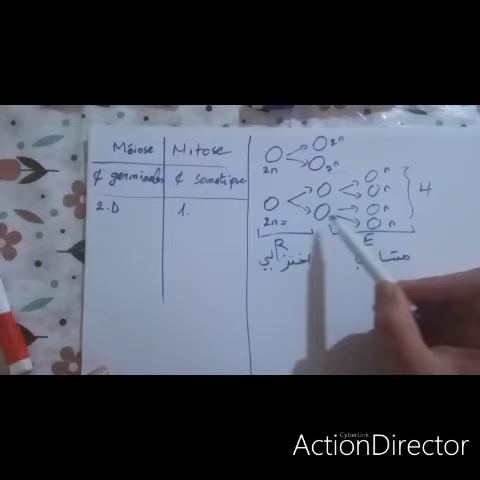 Méiose Mitose
¢ germinales ¢ somatique
2.D 1.
2n
2n
2n
n
n
n
n
4
2n=
R E
اختزالي
CyberLink
ActionDirector